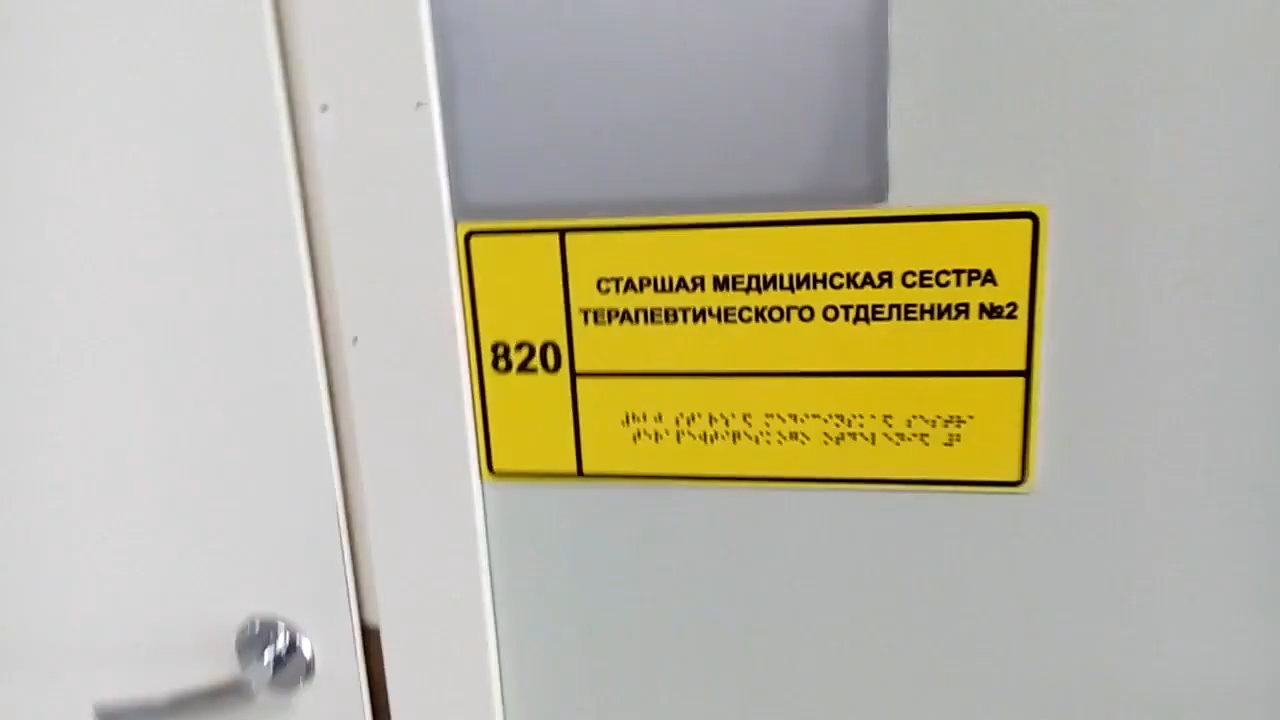 820
СТАРШАЯ МЕДИЦИНСКАЯ СЕСТРА
ТЕРАПЕВТИЧЕСКОГО ОТДЕЛЕНИЯ №2